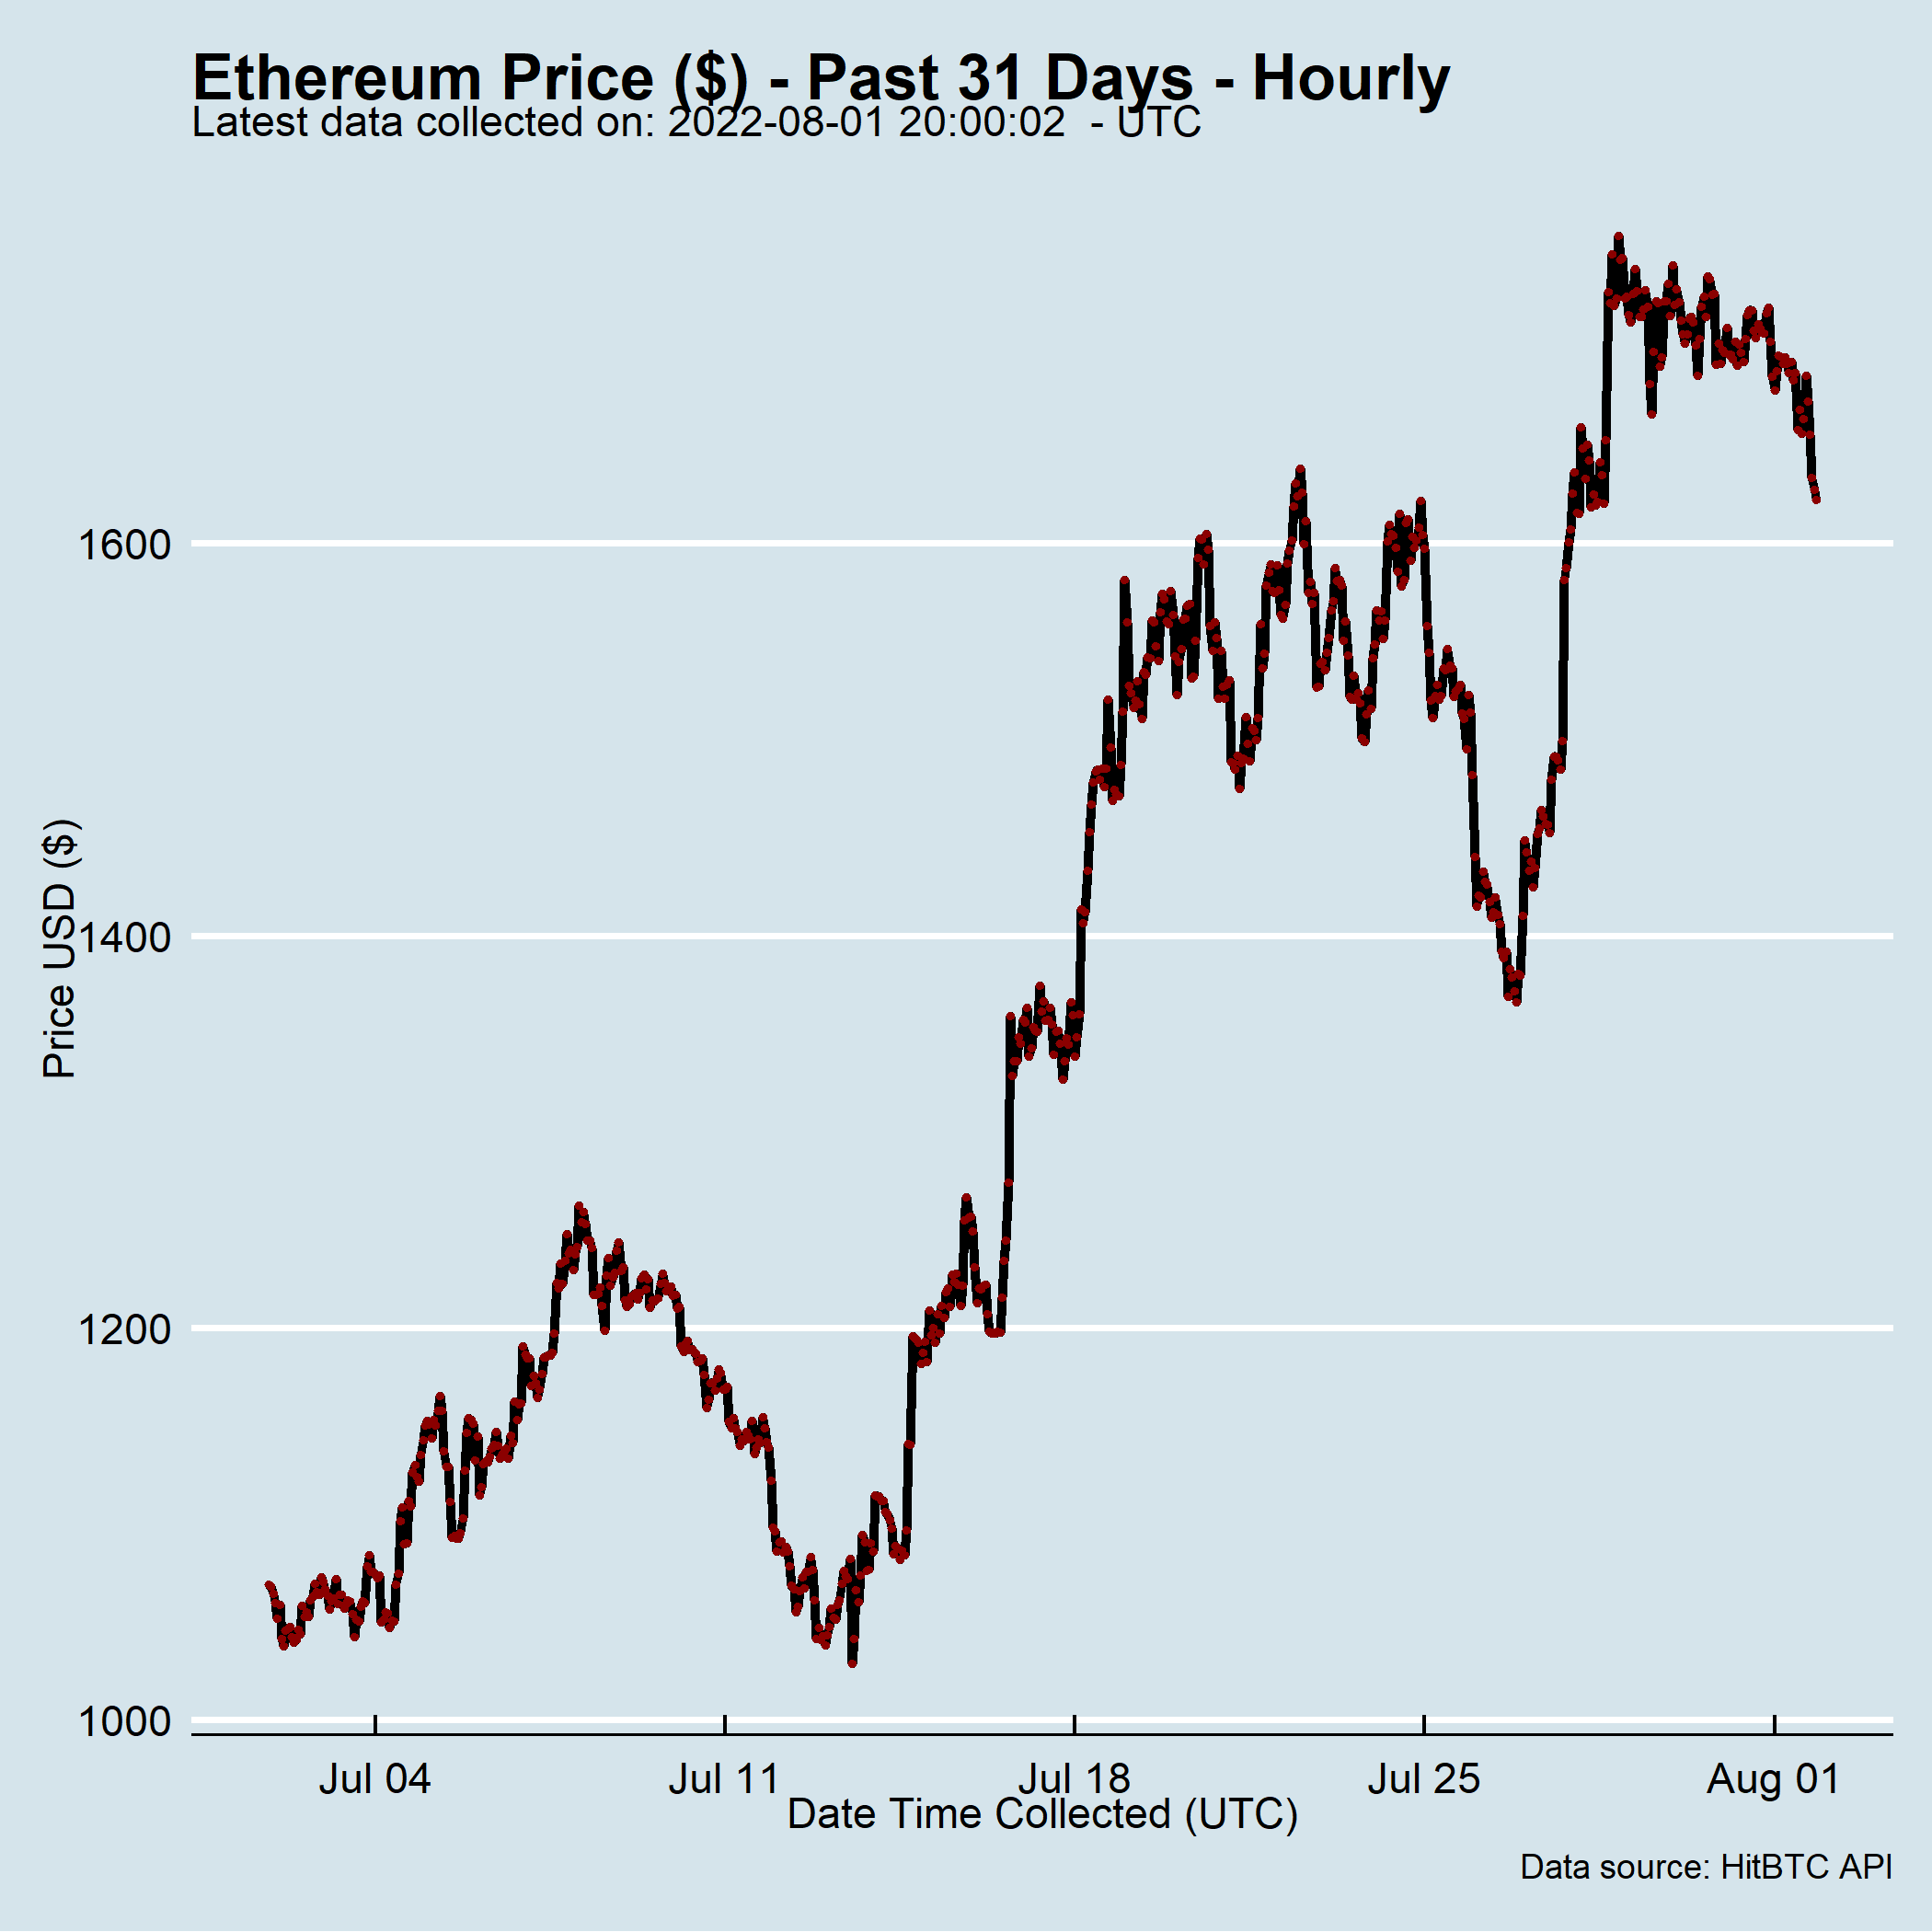 Ethereum Price ($) - Past 31 Days - Hourly
Latest data collected on: 2022-08-01 20:00:02  - UTC
Price USD ($)
1600
1400
1200
1000
Jul 04 Jul 11 Jul 18 Jul 25 Aug 01
Date Time Collected (UTC)
Data source: HitBTC API